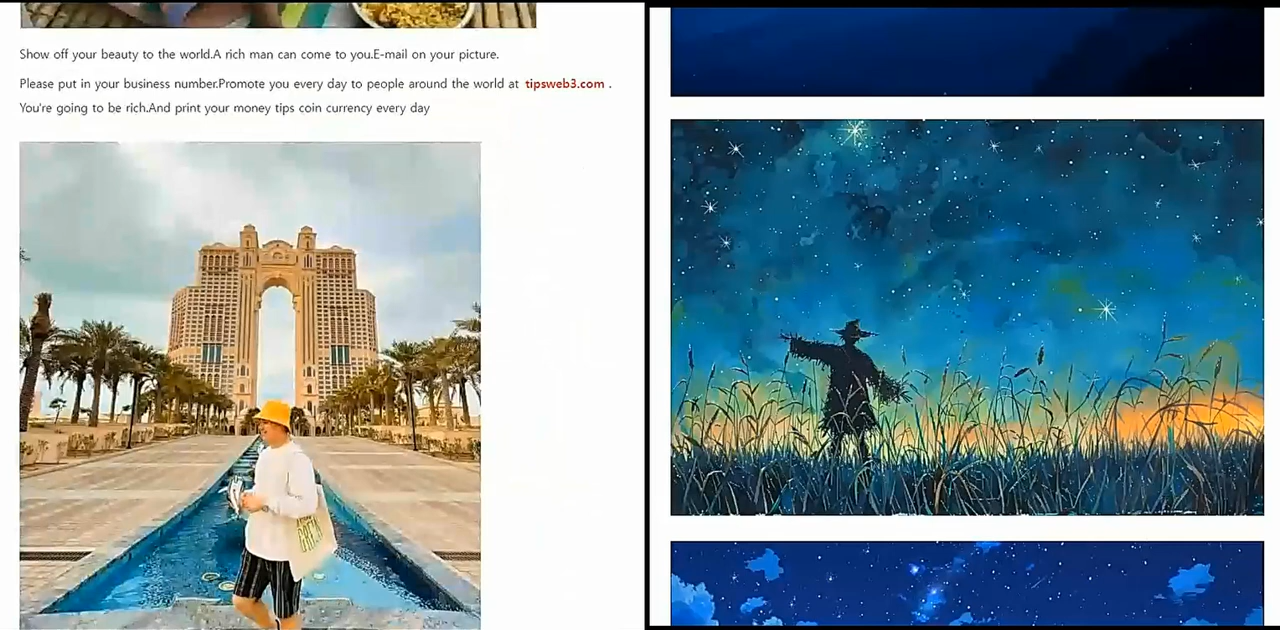 Show off your beauty to the world.A rich man can come to you.E-mail on your picture.
Please put in your business number.Promote you every day to people around the world at tipsweb3.com .
You're going to be rich.And print your money tips coin currency every day